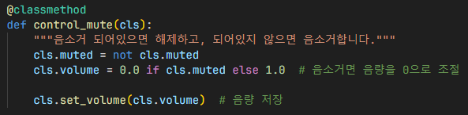 @classmethod
def control_mute(cls):
    """음소거 되어있으면 해제하고, 되어있지 않으면 음소거합니다."""
    cls.muted = not cls.muted
    cls.volume = 0.0 if cls.muted else 1.0  # 음소거면 음량을 0으로 조절
    cls.set_volume(cls.volume)  # 음량 저장